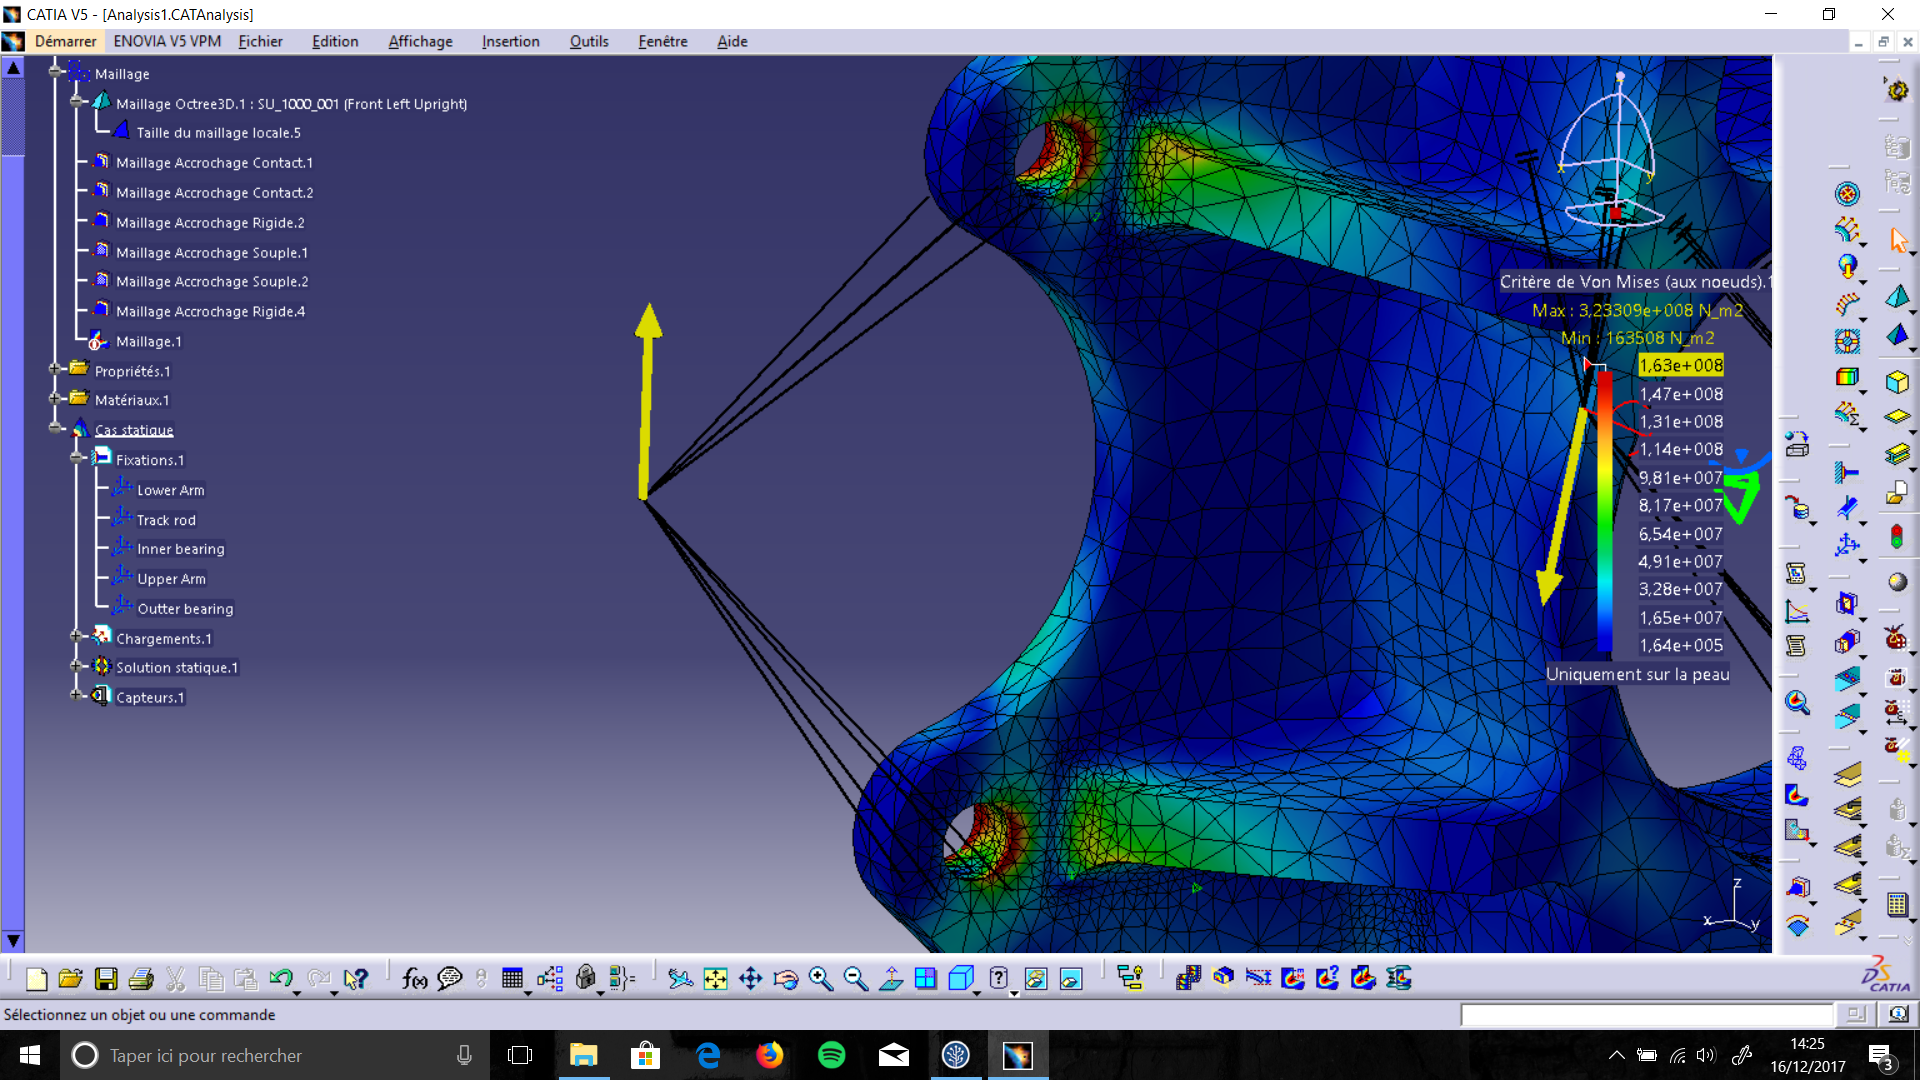 CATIA V5 - [Analysis1.CATAnalysis]
Démarrer ENOVIA V5 VPM Fichier Edition Affichage Insertion Outils Fenêtre Aide
Maillage
Maillage Octree3D.1 : SU_1000_001 (Front Left Upright)
Taille du maillage locale.5
Maillage Accrochage Contact.1
Maillage Accrochage Contact.2
Maillage Accrochage Rigide.2
Maillage Accrochage Souple.1
Maillage Accrochage Souple.2
Maillage Accrochage Rigide.4
Maillage.1
Propriétés.1
Matériaux.1
Cas statique
Fixations.1
Lower Arm
Track rod
Inner bearing
Upper Arm
Outter bearing
Chargements.1
Solution statique.1
Capteurs.1
Critère de Von Mises (aux noeuds).1
Max : 3,23309e+008 N_m2
Min : 163508 N_m2
1,63e+008
1,47e+008
1,31e+008
1,14e+008
9,81e+007
8,17e+007
6,54e+007
4,91e+007
3,28e+007
1,65e+007
1,64e+005
Uniquement sur la peau
x y z
f(x)
CATIA
Sélectionnez un objet ou une commande
Taper ici pour rechercher
14:25
16/12/2017
3